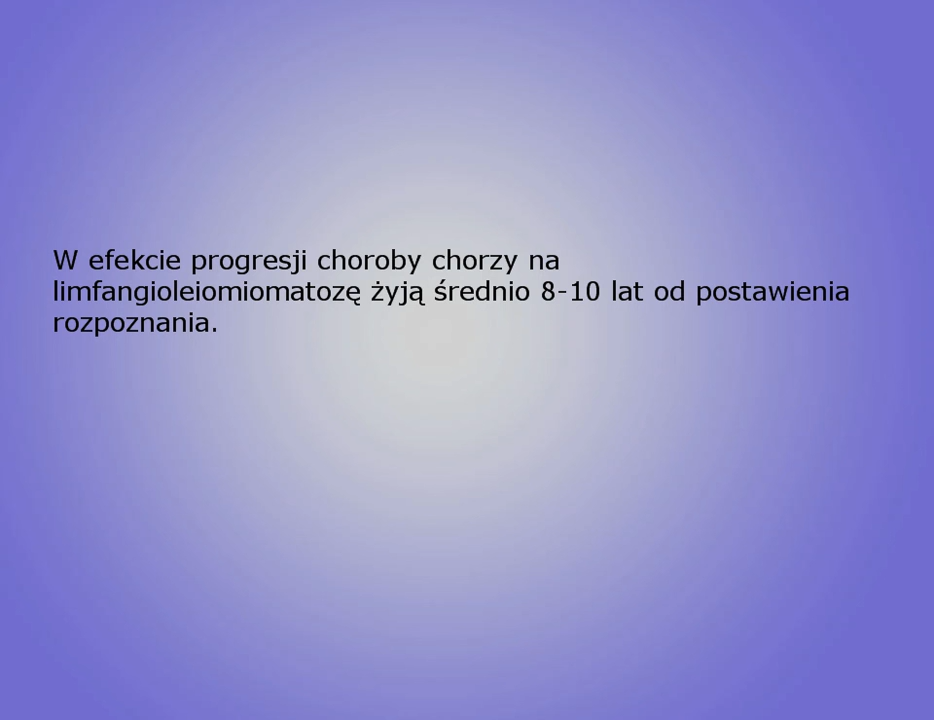 W efekcie progresji choroby chorzy na
limfangioleiomiomatozę żyją średnio 8-10 lat od postawienia
rozpoznania.